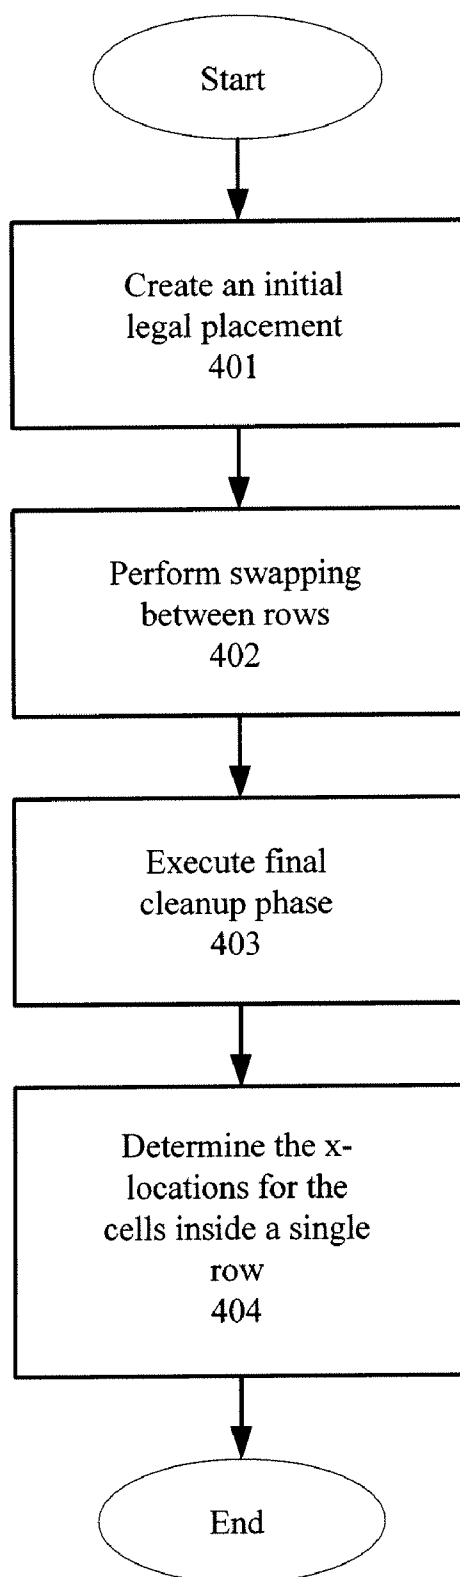 Start
Create an initial
legal placement
401
Perform swapping
between rows
402
Execute final
cleanup phase
403
Determine the x-
locations for the
cells inside a single
row
404
End